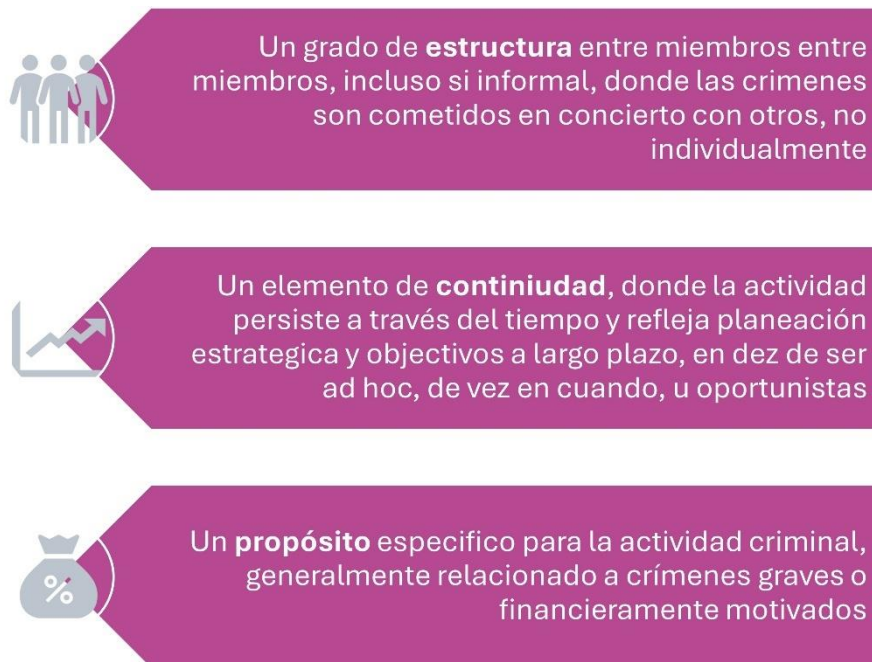 Un grado de estructura entre miembros entre
miembros, incluso si informal, donde las crimenes
son cometidos en concierto con otros, no
individualmente
Un elemento de continiudad, donde la actividad
persiste a través del tiempo y refleja planeación
estrategica y objectivos a largo plazo, en dez de ser
ad hoc, de vez en cuando, u oportunistas
Un propósito especifico para la actividad criminal,
generalmente relacionado a crímenes graves o
financieramente motivados
%